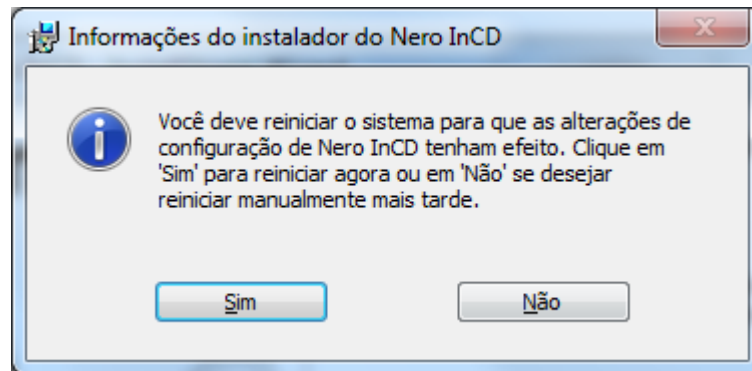 Informações do instalador do Nero InCD
Você deve reiniciar o sistema para que as alterações de
configuração de Nero InCD tenham efeito. Clique em
'Sim' para reiniciar agora ou em 'Não' se desejar
reiniciar manualmente mais tarde.
Sim
Não